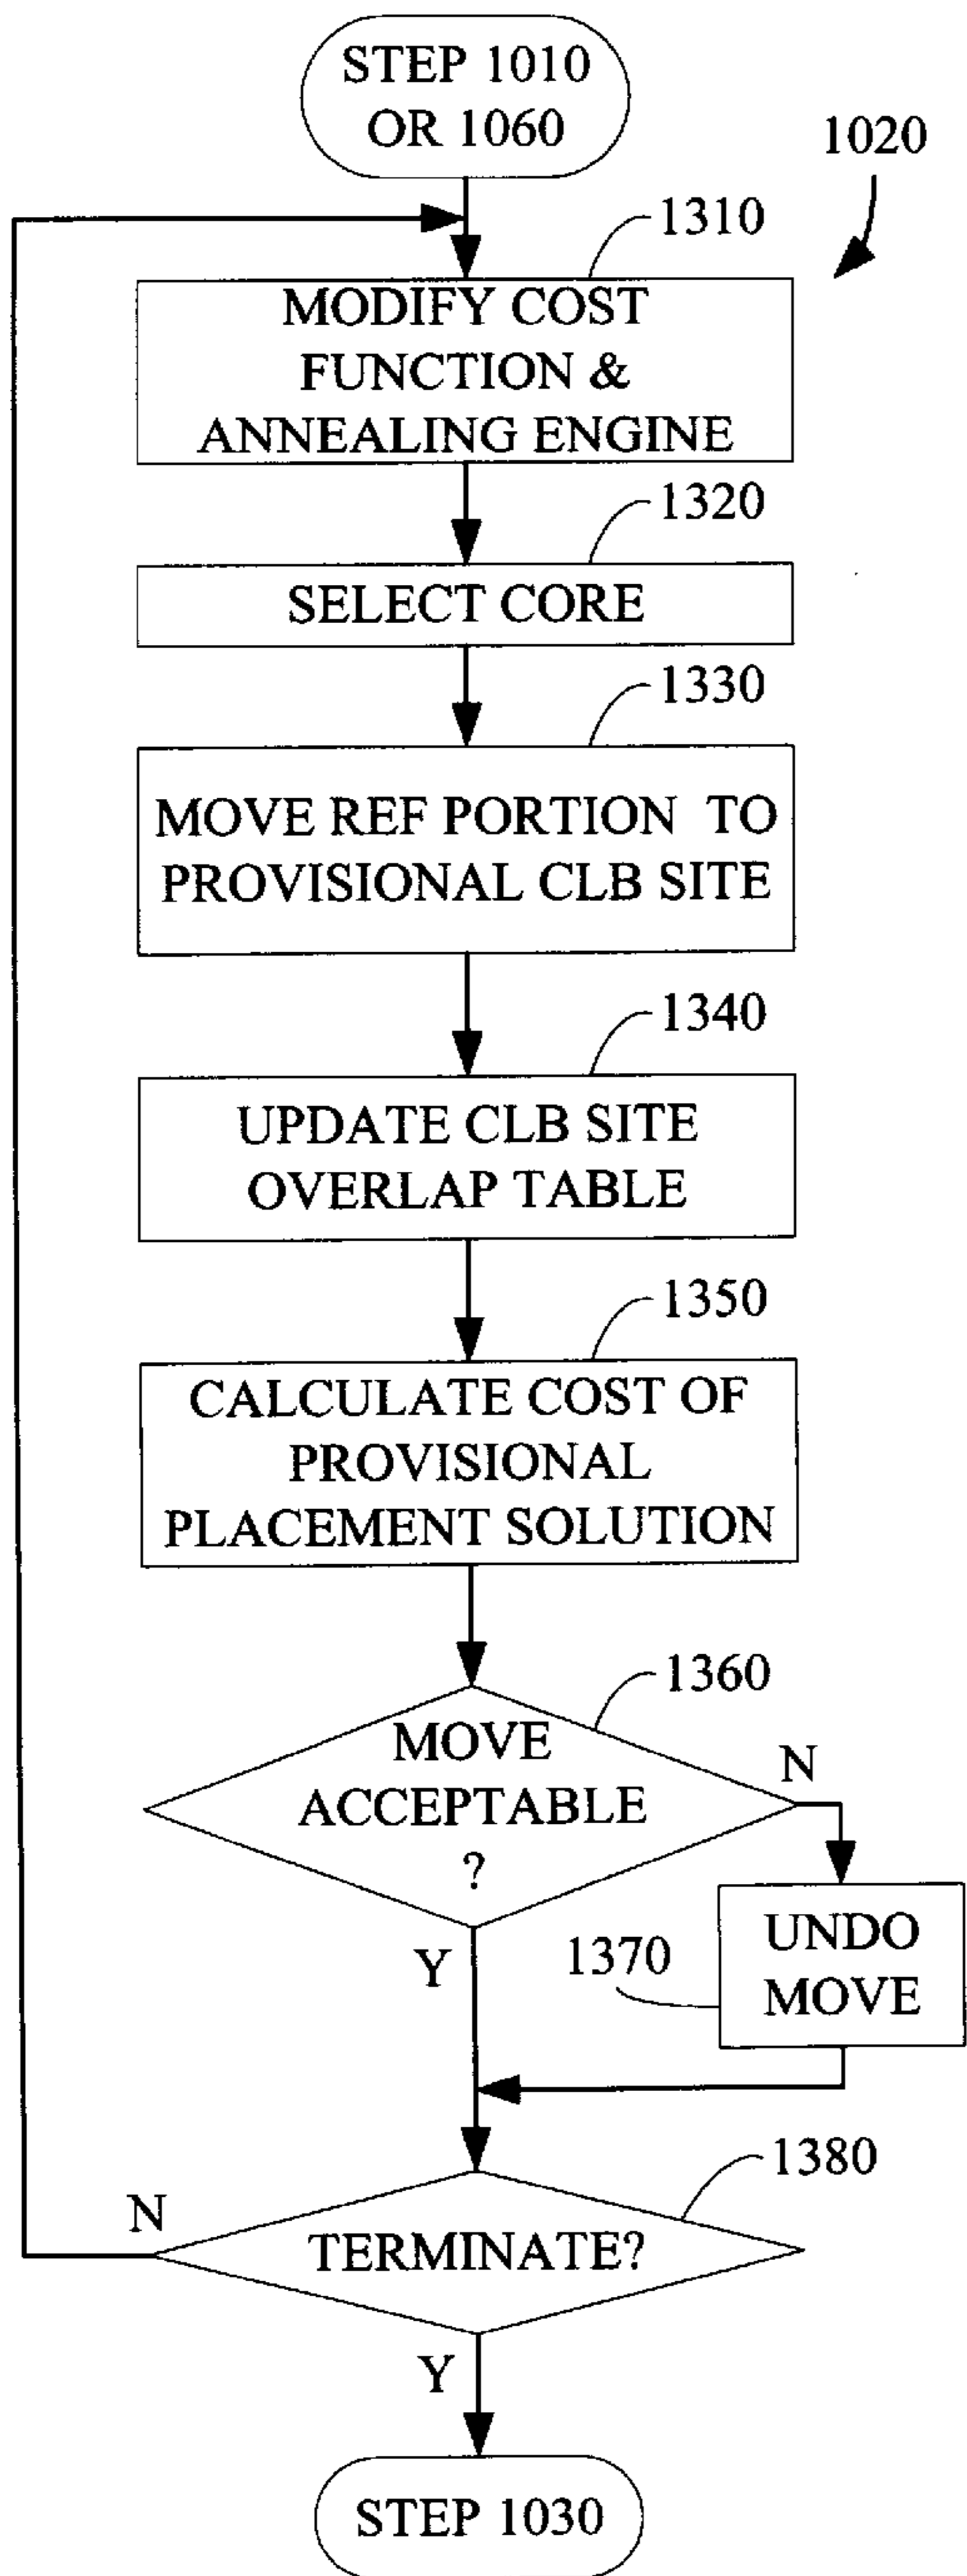 STEP 1010
OR 1060
1020
1310
MODIFY COST
FUNCTION &
ANNEALING ENGINE
1320
SELECT CORE
1330
MOVE REF PORTION TO
PROVISIONAL CLB SITE
1340
UPDATE CLB SITE
OVERLAP TABLE
1350
CALCULATE COST OF
PROVISIONAL
PLACEMENT SOLUTION
1360
MOVE
ACCEPTABLE
?
N
Y
1370
UNDO
MOVE
1380
N
TERMINATE?
Y
STEP 1030